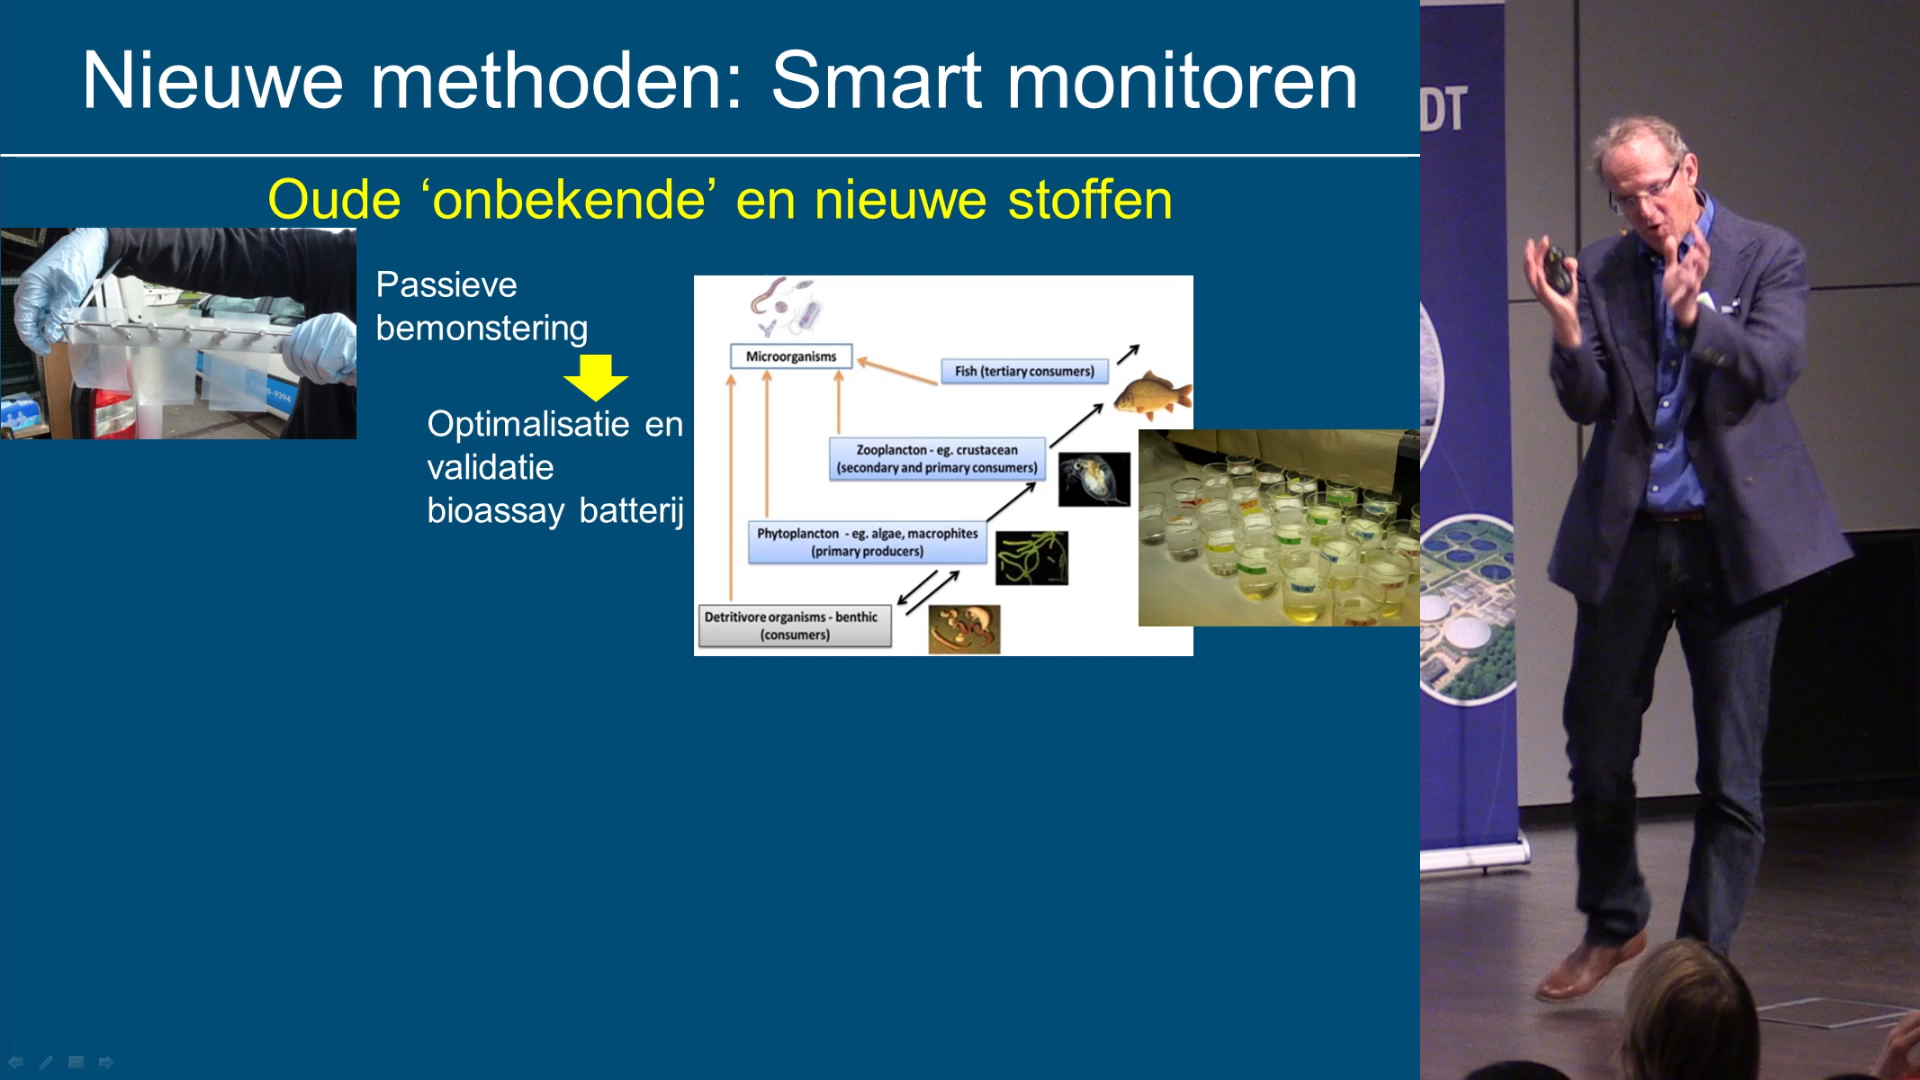 Nieuwe methoden: Smart monitoren
Oude ‘onbekende’ en nieuwe stoffen
Passieve
bemonstering
Optimalisatie en
validatie
bioassay batterij
Microorganisms
Fish (tertiary consumers)
Zooplancton - eg. crustacean
(secondary and primary consumers)
Phytoplancton - eg. algae, macrophites
(primary producers)
Detritivore organisms - benthic
(consumers)
DT